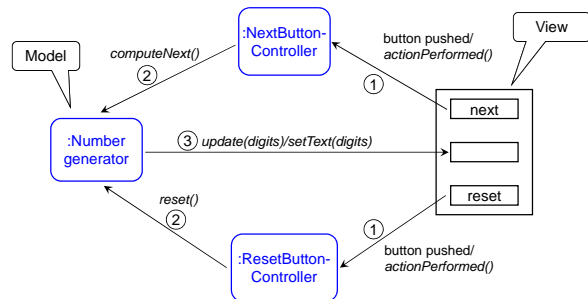 Model
computeNext()
②
:NextButton-
Controller
button pushed/
actionPerformed()
①
View
next
:Number
generator
③ update(digits)/setText(digits)
reset
reset()
②
①
:ResetButton-
Controller
button pushed/
actionPerformed()